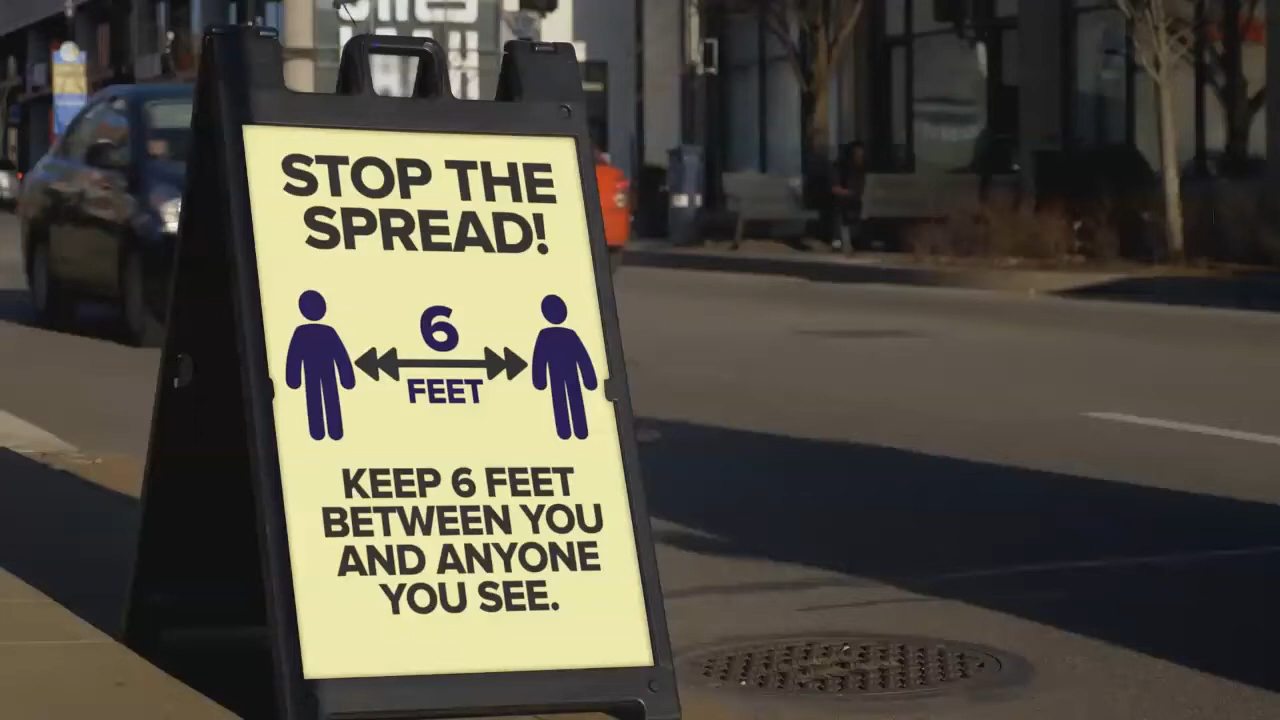 STOP THE
SPREAD!
6
FEET
KEEP 6 FEET
BETWEEN YOU
AND ANYONE
YOU SEE.